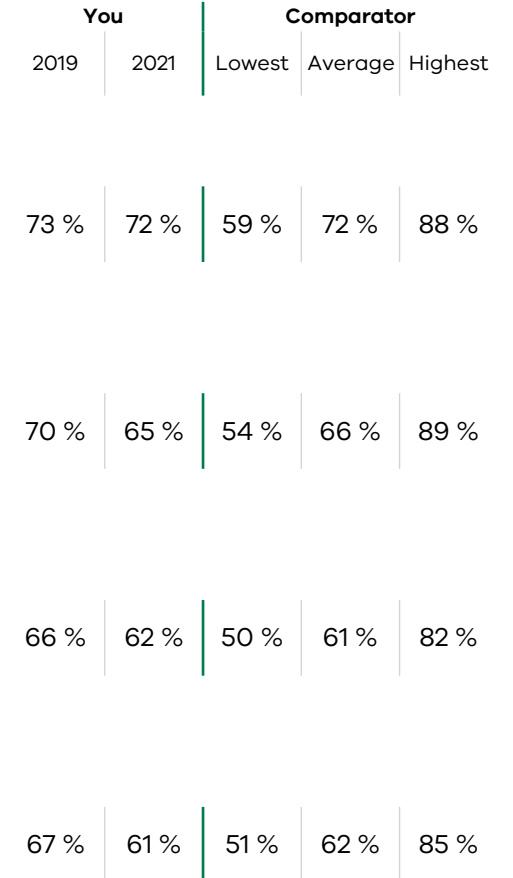 You Comparator
2019 2021 Lowest Average Highest
73 % 72 % 59 % 72 % 88 %
70 % 65 % 54 % 66 % 89 %
66 % 62 % 50 % 61 % 82 %
67 % 61 % 51 % 62 % 85 %